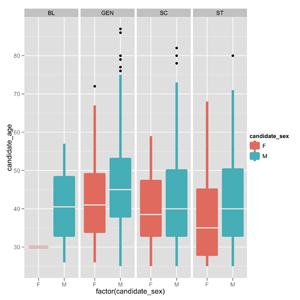 BL GEN SC ST
80
70
60
50
40
30
candidate_age
F M F M F M F M
factor(candidate_sex)
candidate_sex
F
M